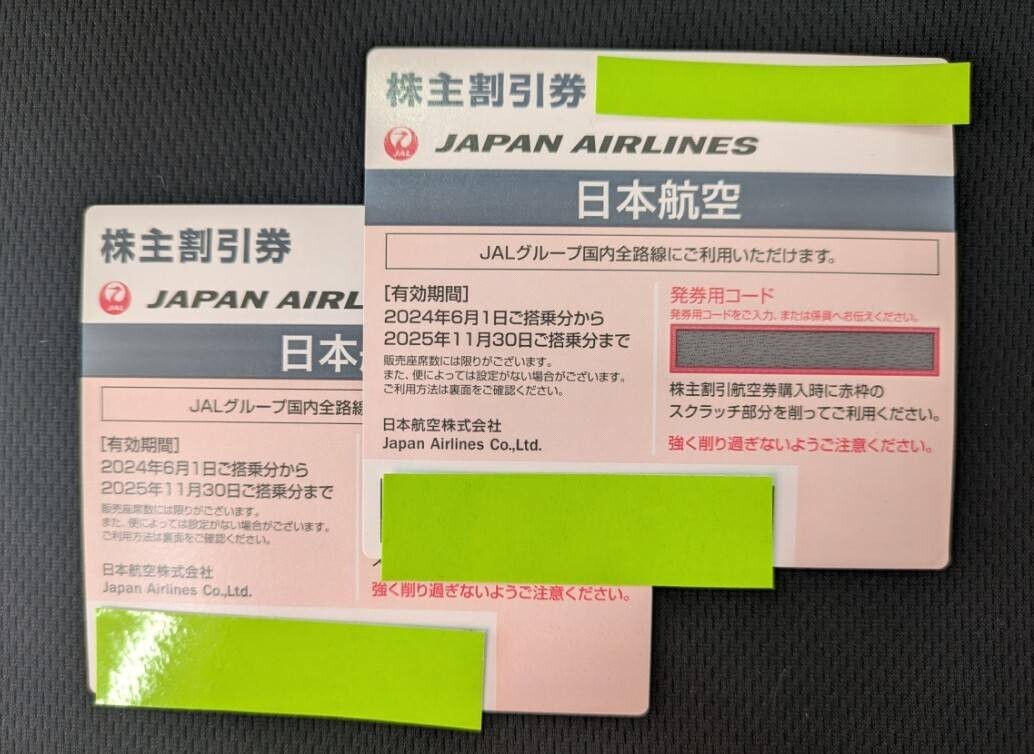 株主割引券
JAL
JAPAN AIRLINES
日本航空
JALグループ国内全路線にご利用いただけます。
[有効期間]
2024年6月1日ご搭乗分から
2025年11月30日ご搭乗分まで
販売座席数には限りがございます。
また、便によっては設定がない場合がございます。
ご利用方法は裏面をご確認ください。
日本航空株式会社
Japan Airlines Co.,Ltd.
発券用コード
発券用コードをご入力、または係員へお伝えください。
株主割引航空券購入時に赤枠の
スクラッチ部分を削ってご利用ください。
強く削り過ぎないようご注意ください。
株主割引券
JAL
JAPAN AIRL
日本
JALグループ国内全路線
[有効期間]
2024年6月1日ご搭乗分から
2025年11月30日ご搭乗分まで
販売座席数には限りがございます。
また、便によっては設定がない場合がございます。
ご利用方法は裏面をご確認ください。
日本航空株式会社
Japan Airlines Co.,Ltd.
強く削り過ぎないようご注意ください。